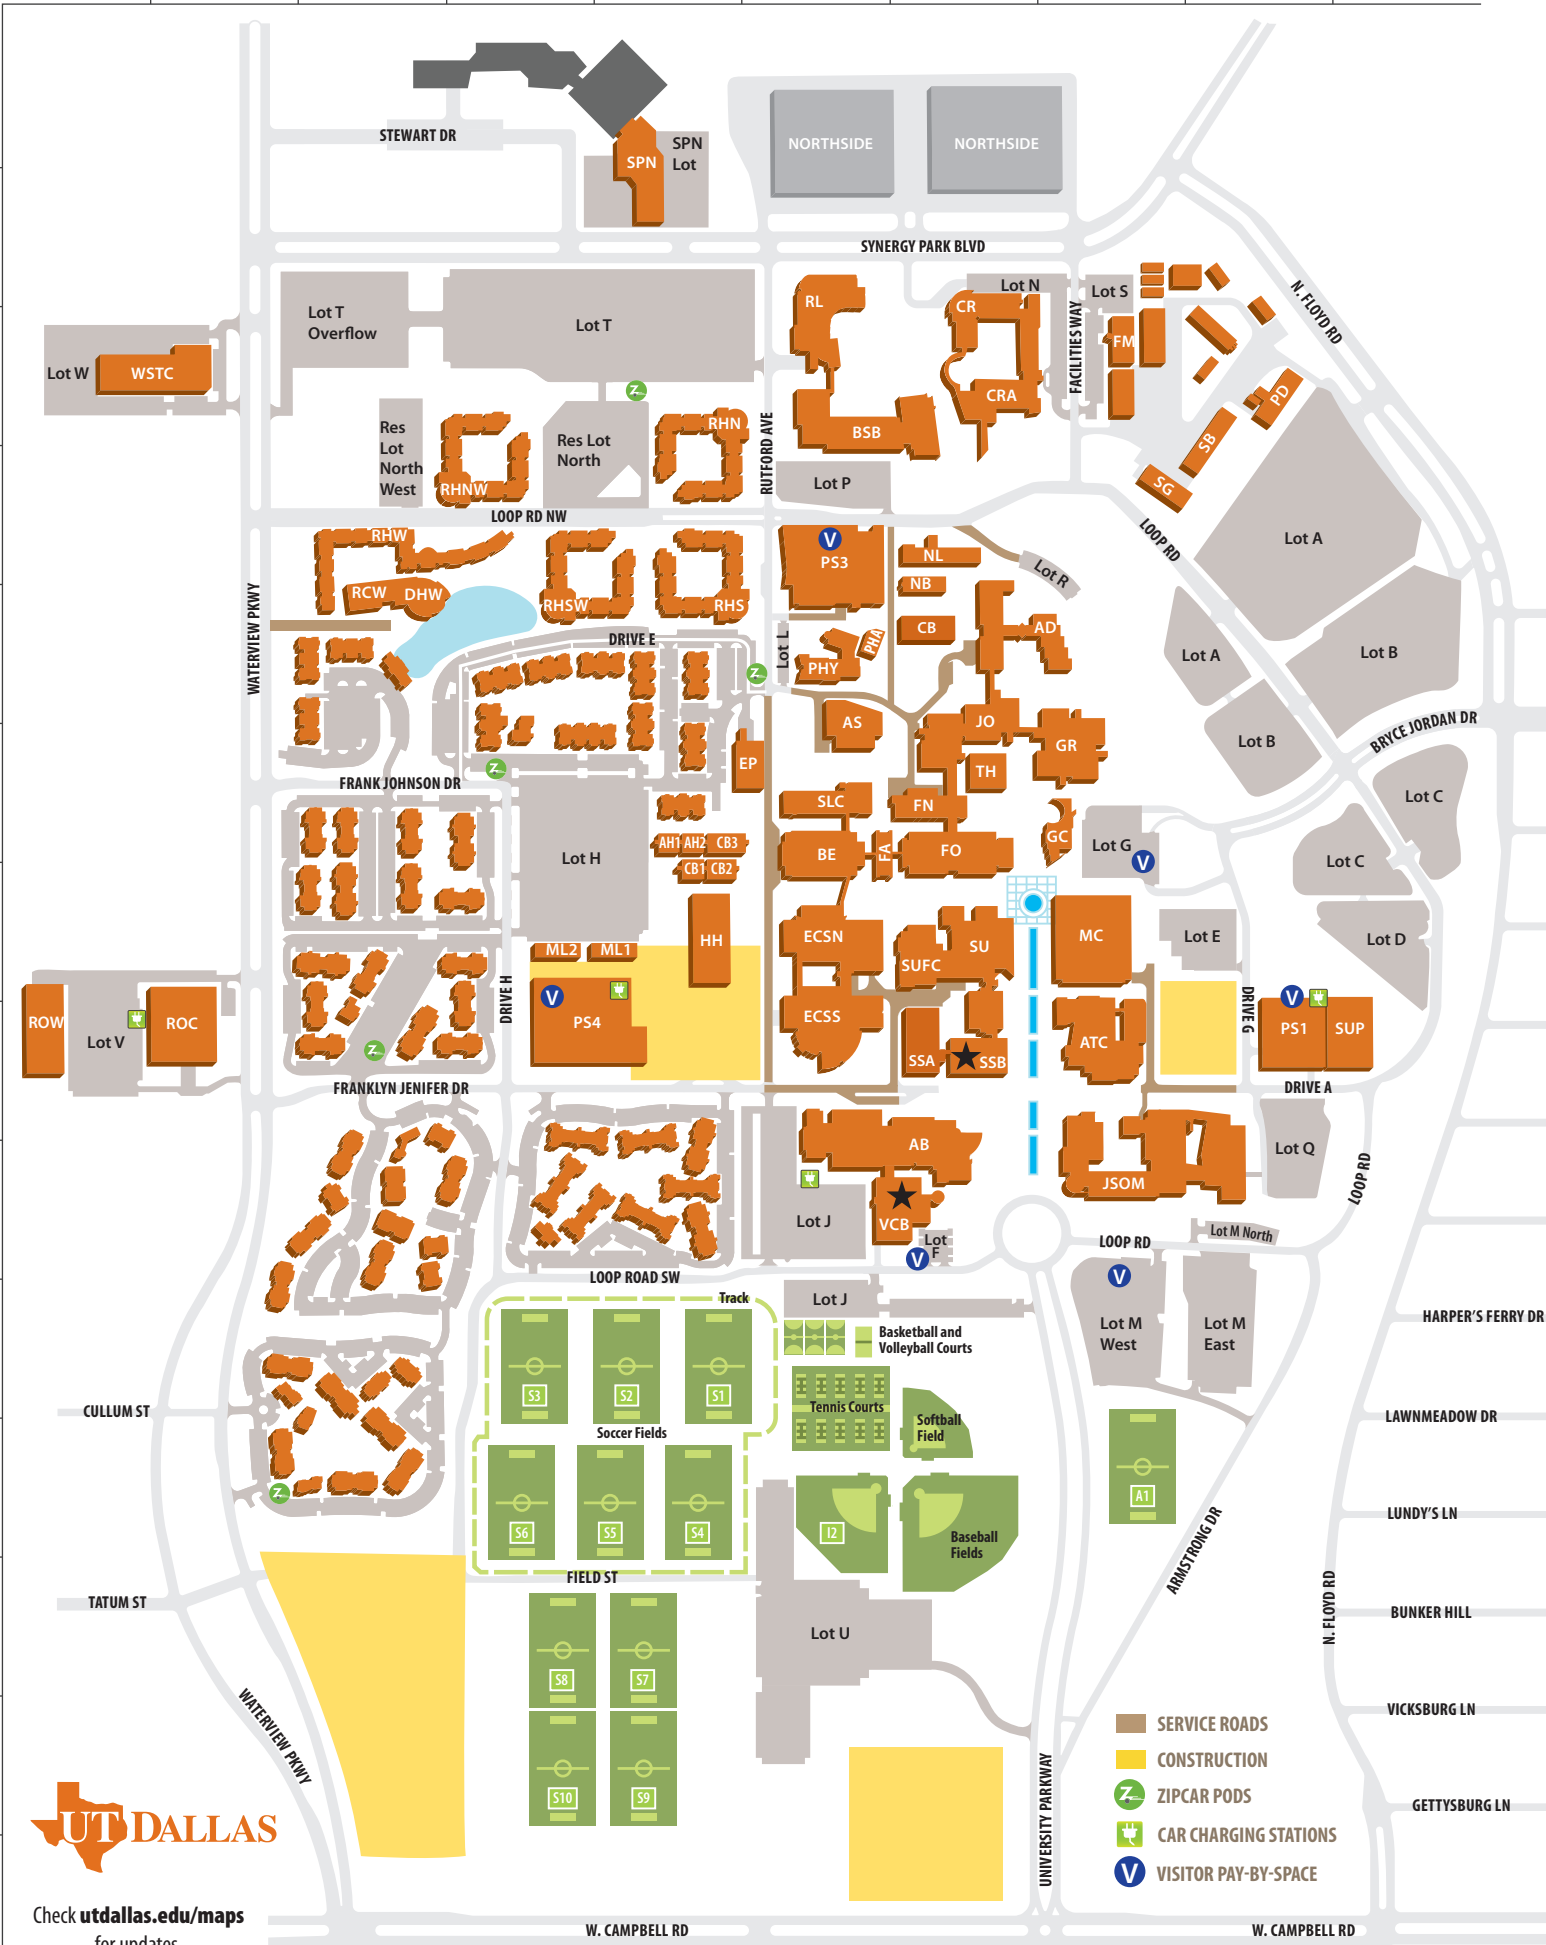 STEWART DR
SPN
SPN
Lot
NORTHSIDE
NORTHSIDE
SYNERGY PARK BLVD
N. FLOYD RD
Lot T
Overflow
Lot T
RL
CR
Lot N
Lot S
FACILITIES WAY
FM
Lot W
WSTC
CRA
PD
Res
Lot
North
West
RHNW
Res Lot
North
RHN
RUTFORD AVE
BSB
SB
SG
Lot P
LOOP RD NW
LOOP RD
Lot A
RHW
RCW
DHW
RHSW
RHS
V
PS3
NL
NB
Lot R
WATERVIEW PKWY
DRIVE E
Lot L
PHY
PHA
CB
AD
Lot A
Lot B
Z
AS
JO
GR
Lot B
BRYCE JORDAN DR
EP
TH
Z
FRANK JOHNSON DR
SLC
FN
GC
Lot C
Lot G
V
Lot C
AH1
AH2
CB3
CB1
CB2
Lot H
BE
FA
FO
HH
ECSN
SUFC
SU
MC
Lot E
Lot D
ML2
ML1
DRIVE H
V
PS4
ROW
Lot V
ROC
Z
ECSS
SSA
SSB
ATC
DRIVE G
V
PS1
SUP
FRANKLYN JENIFER DR
DRIVE A
AB
JSOM
Lot Q
LOOP RD
Lot J
VCB
Lot
F
V
LOOP RD
Lot M North
LOOP ROAD SW
Track
Lot J
V
Lot M
West
Lot M
East
HARPER'S FERRY DR
Basketball and
Volleyball Courts
S3
S2
S1
Soccer Fields
Tennis Courts
Softball
Field
CULLUM ST
LAWNMEADOW DR
Z
S6
S5
S4
I2
Baseball
Fields
A1
LUNDY'S LN
ARMSTRONG DR
FIELD ST
TATUM ST
N. FLOYD RD
BUNKER HILL
Lot U
S8
S7
WATERVIEW PKWY
VICKSBURG LN
S10
S9
UNIVERSITY PARKWAY
GETTYSBURG LN
SERVICE ROADS
CONSTRUCTION
Z ZIPCAR PODS
CAR CHARGING STATIONS
V VISITOR PAY-BY-SPACE
UT DALLAS
Check utdallas.edu/maps
for updates
W. CAMPBELL RD
W. CAMPBELL RD